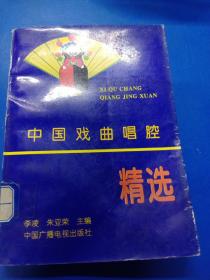 XI QU CHANG
QIANG JING XUAN
中国戏曲唱腔
精选
李凌 朱亚荣 主编
中国广播电视出版社